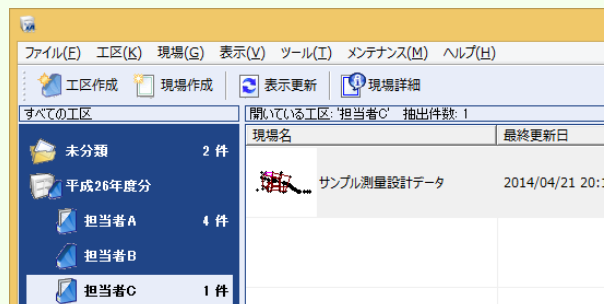 ファイル(F) 工区(K) 現場(G) 表示(V) ツール(T) メンテナンス(M) ヘルプ(H)
工区作成 現場作成 表示更新 現場詳細
すべての工区
開いている工区: '担当者C' 抽出件数: 1
現場名 最終更新日
未分類 2 件
サンプル測量設計データ 2014/04/21 20:1
平成26年度分
担当者A 4 件
担当者B
担当者C 1 件